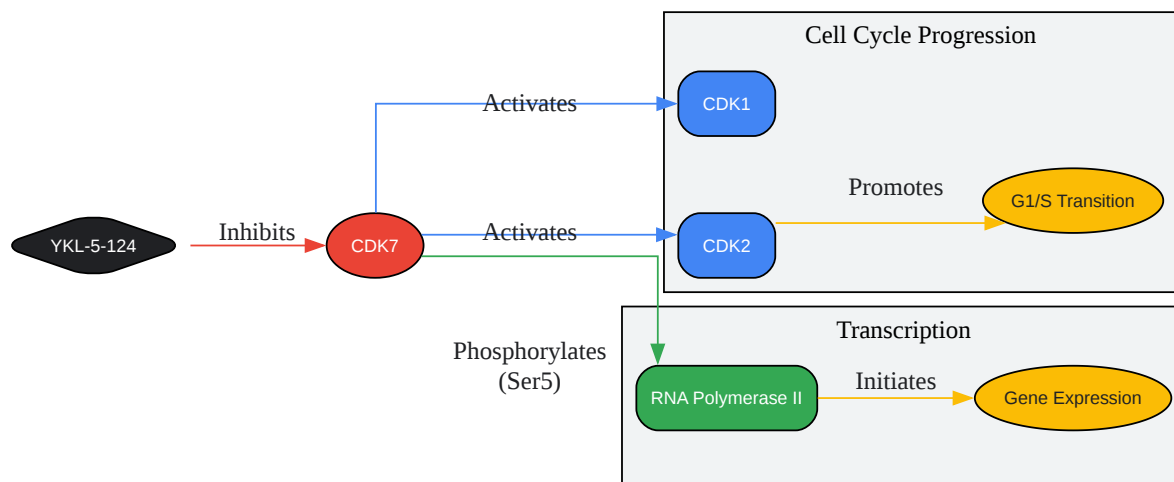 Cell Cycle Progression
Activates
CDK1
Promotes
G1/S Transition
YKL-5-124
Inhibits
CDK7
Activates
CDK2
Transcription
Phosphorylates
(Ser5)
RNA Polymerase II
Initiates
Gene Expression